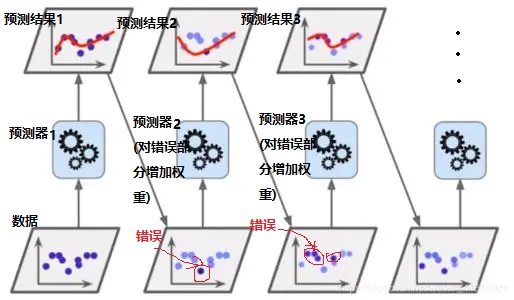 预测结果1
预测结果2
预测结果3
预测器1
预测器2
(对错误部
分增加权
重)
预测器3
(对错误部
分增加权
重)
数据
错误
错误